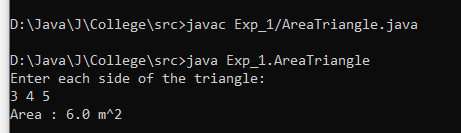 D:\Java\J\College\src>javac Exp_1/AreaTriangle.java
D:\Java\J\College\src>java Exp_1.AreaTriangle
Enter each side of the triangle:
3 4 5
Area : 6.0 m^2